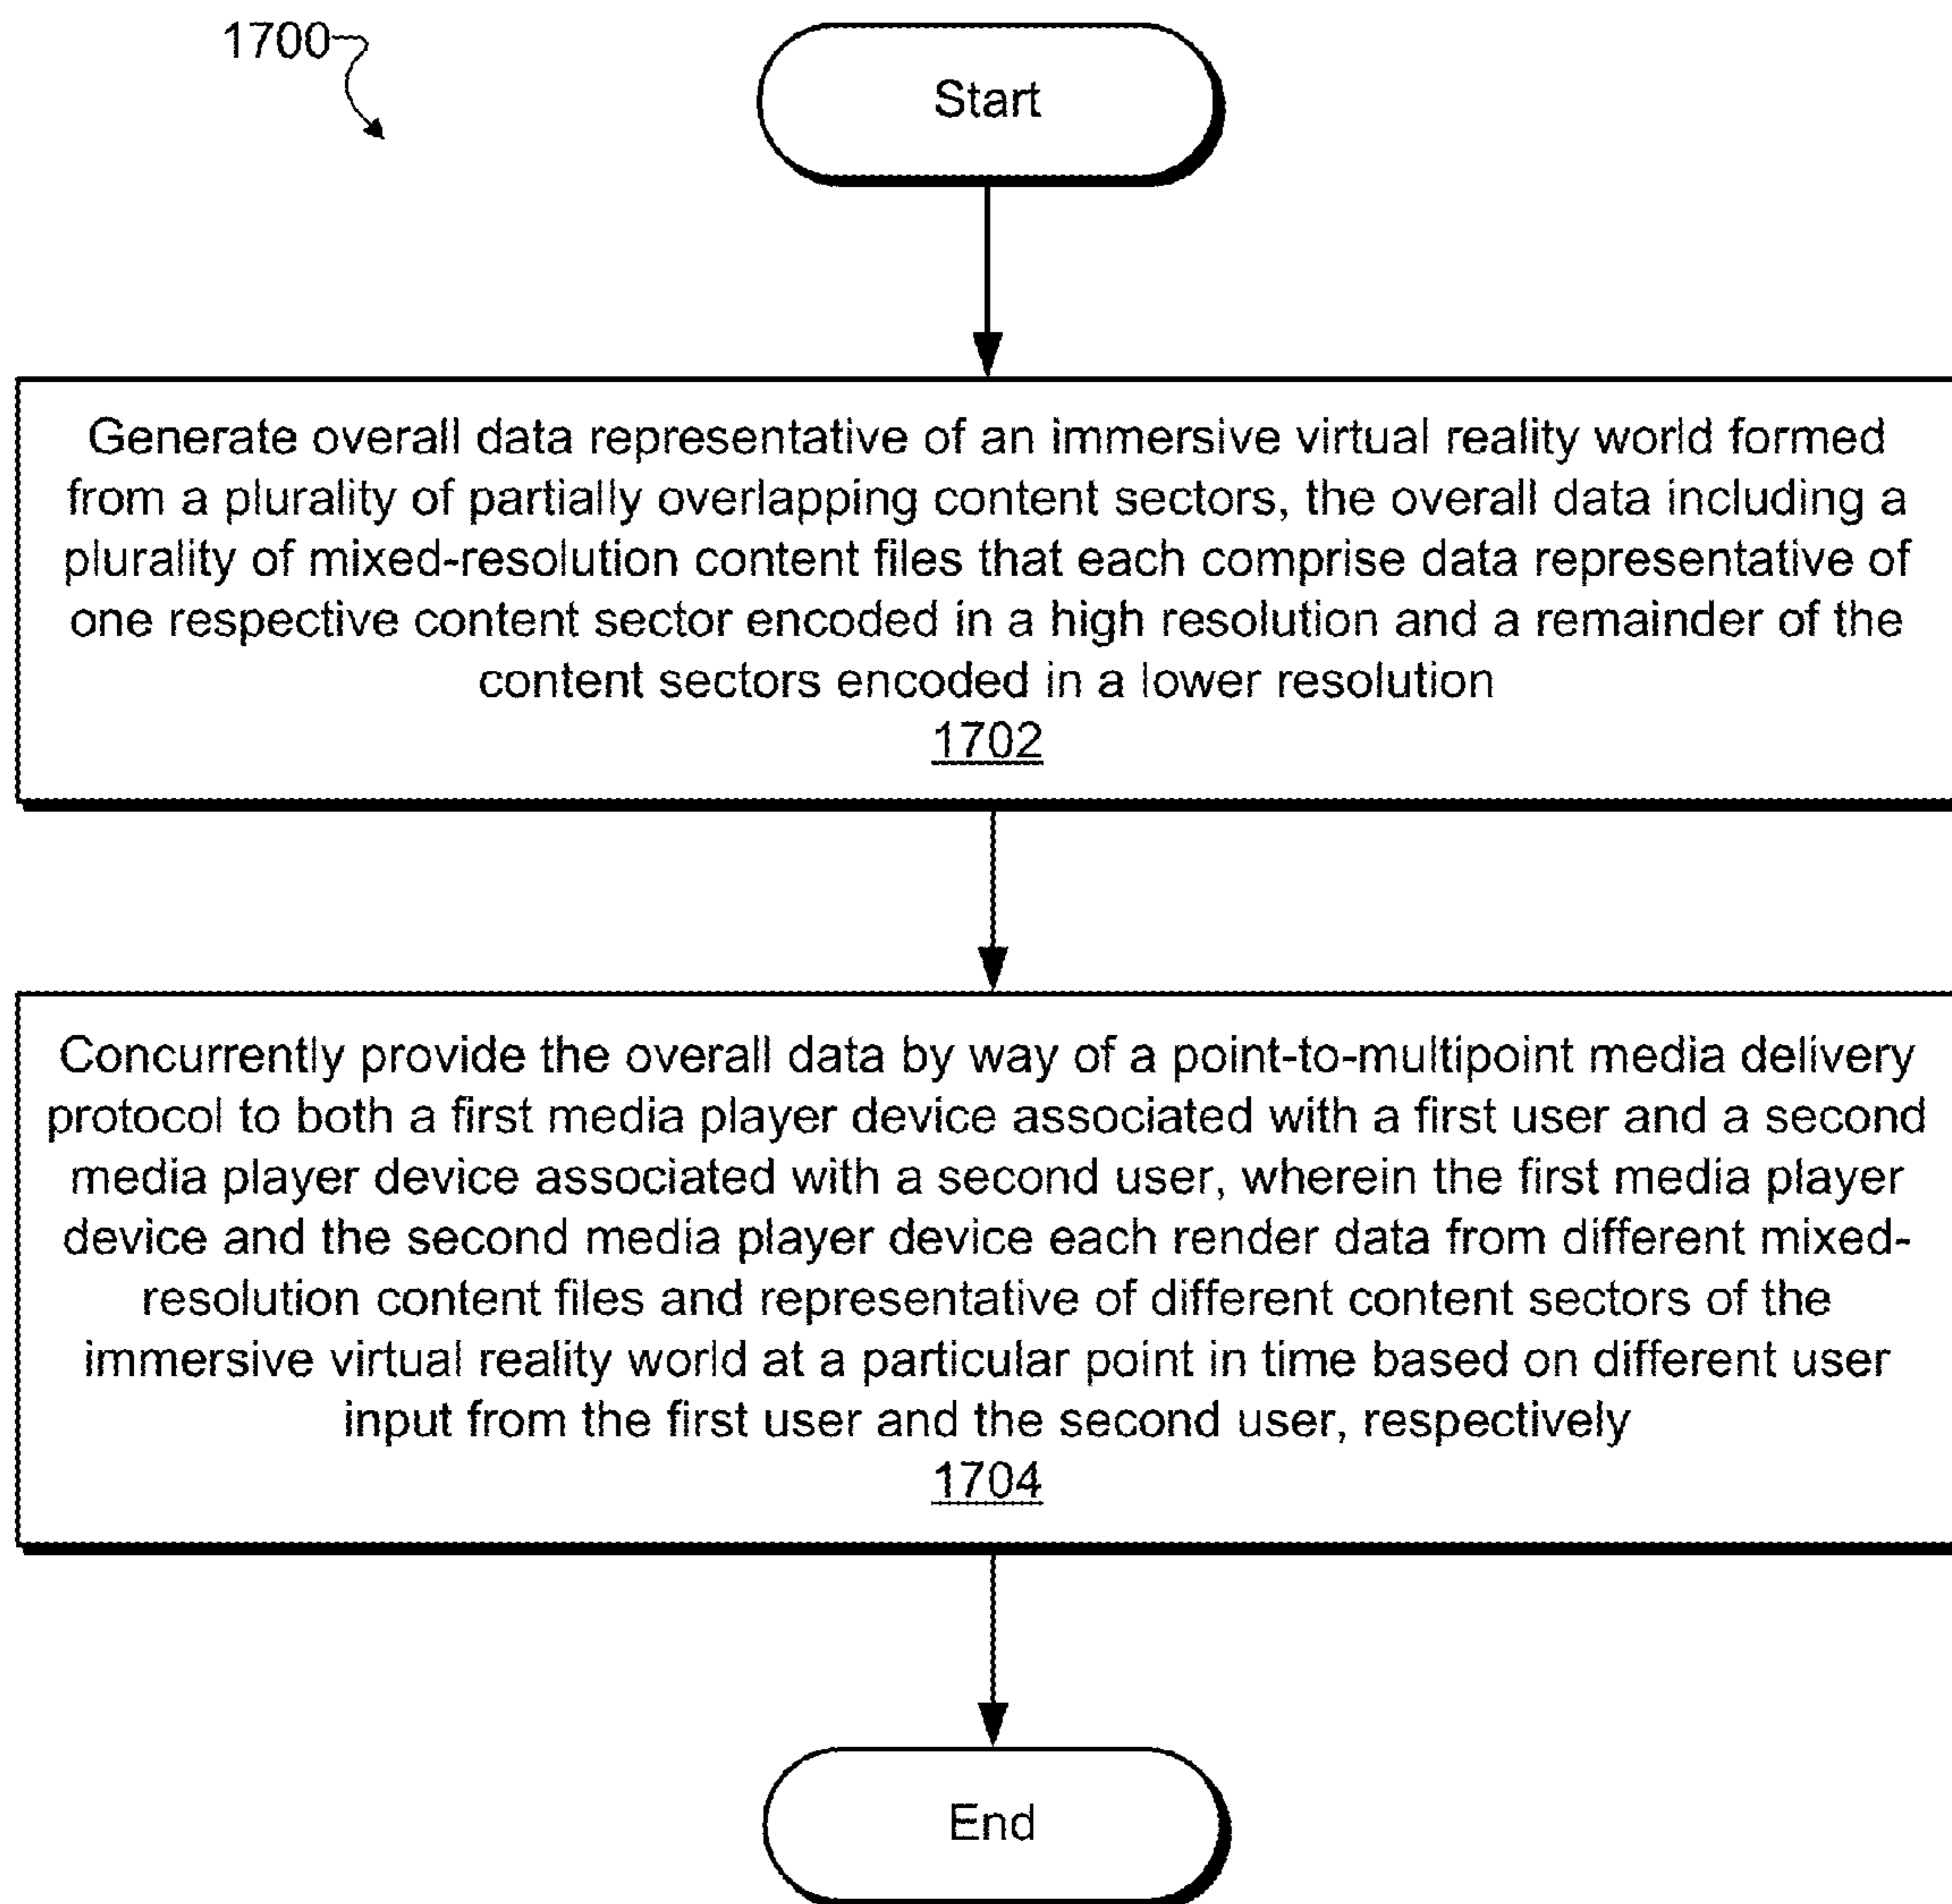 1700
Start
Generate overall data representative of an immersive virtual reality world formed
from a plurality of partially overlapping content sectors, the overall data including a
plurality of mixed-resolution content files that each comprise data representative of
one respective content sector encoded in a high resolution and a remainder of the
content sectors encoded in a lower resolution
1702
Concurrently provide the overall data by way of a point-to-multipoint media delivery
protocol to both a first media player device associated with a first user and a second
media player device associated with a second user, wherein the first media player
device and the second media player device each render data from different mixed-
resolution content files and representative of different content sectors of the
immersive virtual reality world at a particular point in time based on different user
input from the first user and the second user, respectively
1704
End